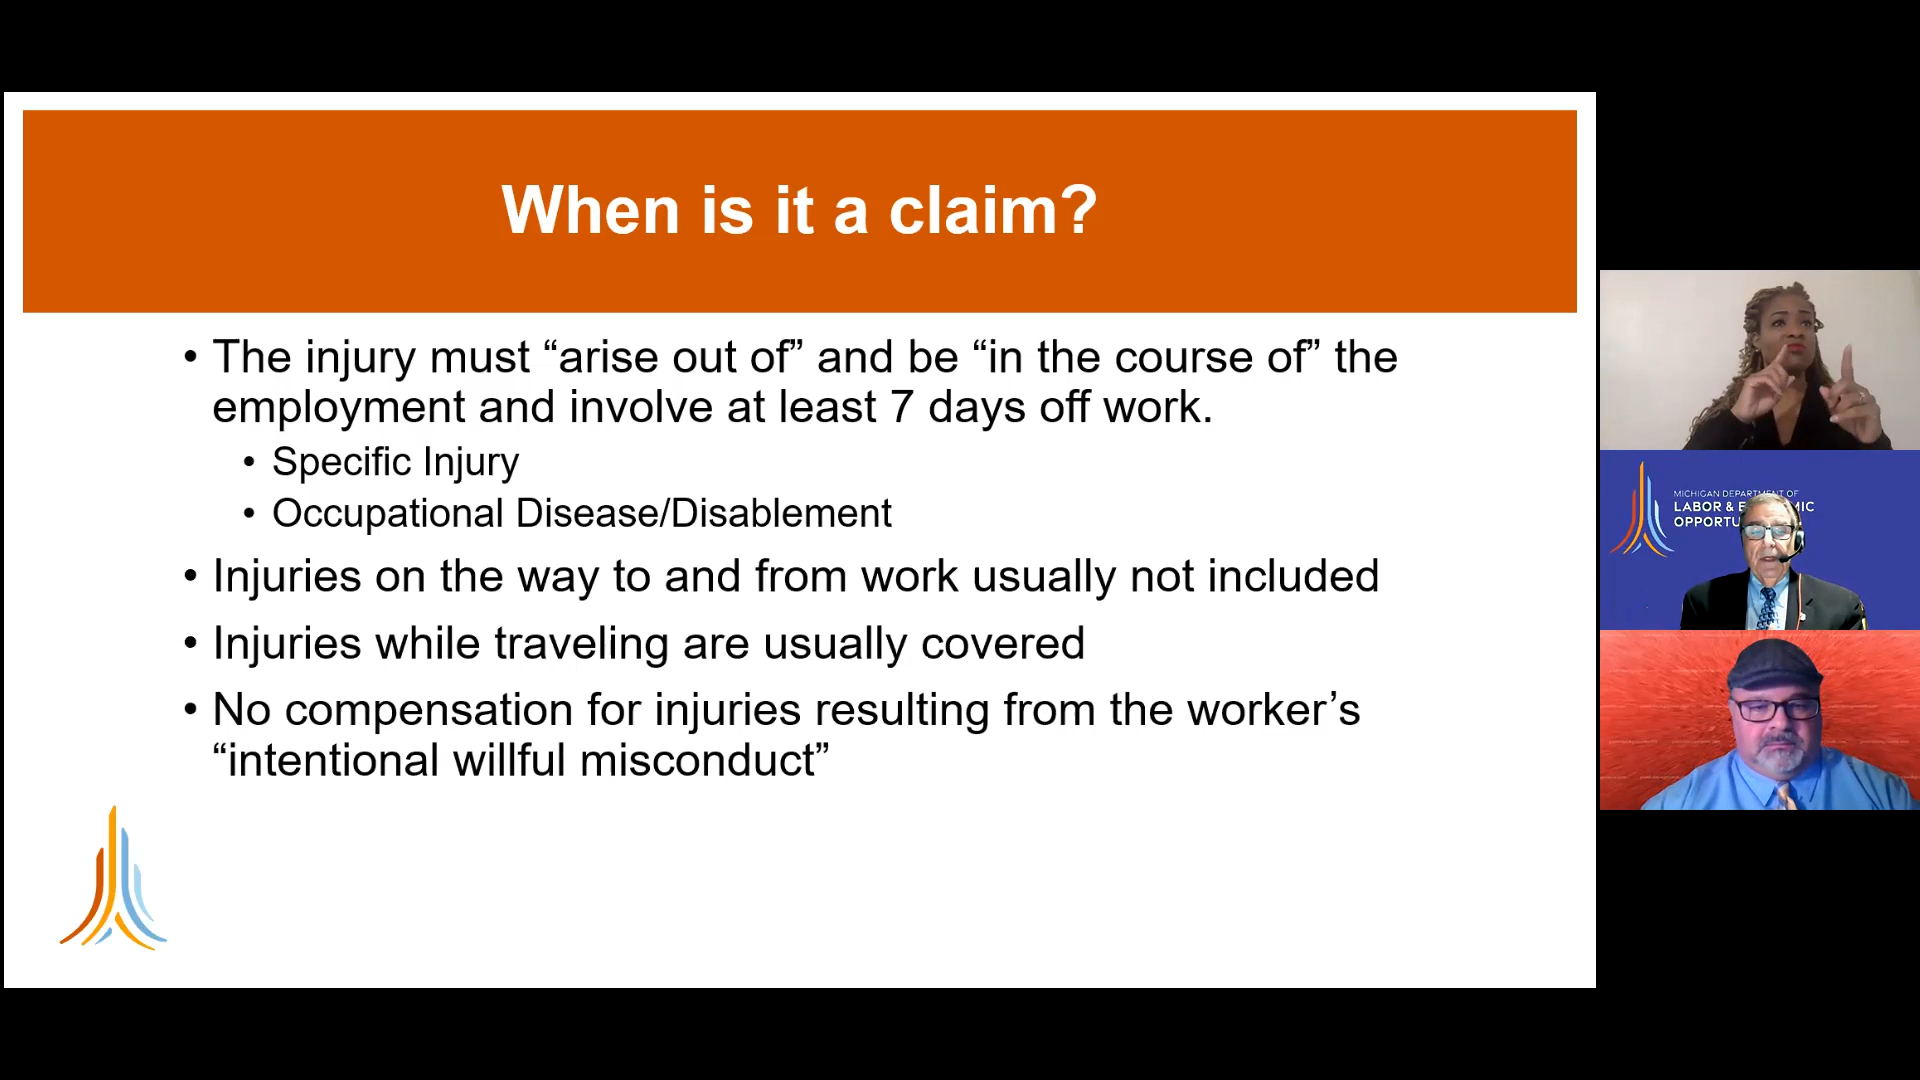 When is it a claim?
• The injury must “arise out of” and be “in the course of” the
employment and involve at least 7 days off work.
• Specific Injury
• Occupational Disease/Disablement
• Injuries on the way to and from work usually not included
• Injuries while traveling are usually covered
• No compensation for injuries resulting from the worker’s
“intentional willful misconduct”
MICHIGAN DEPARTMENT OF
LABOR &